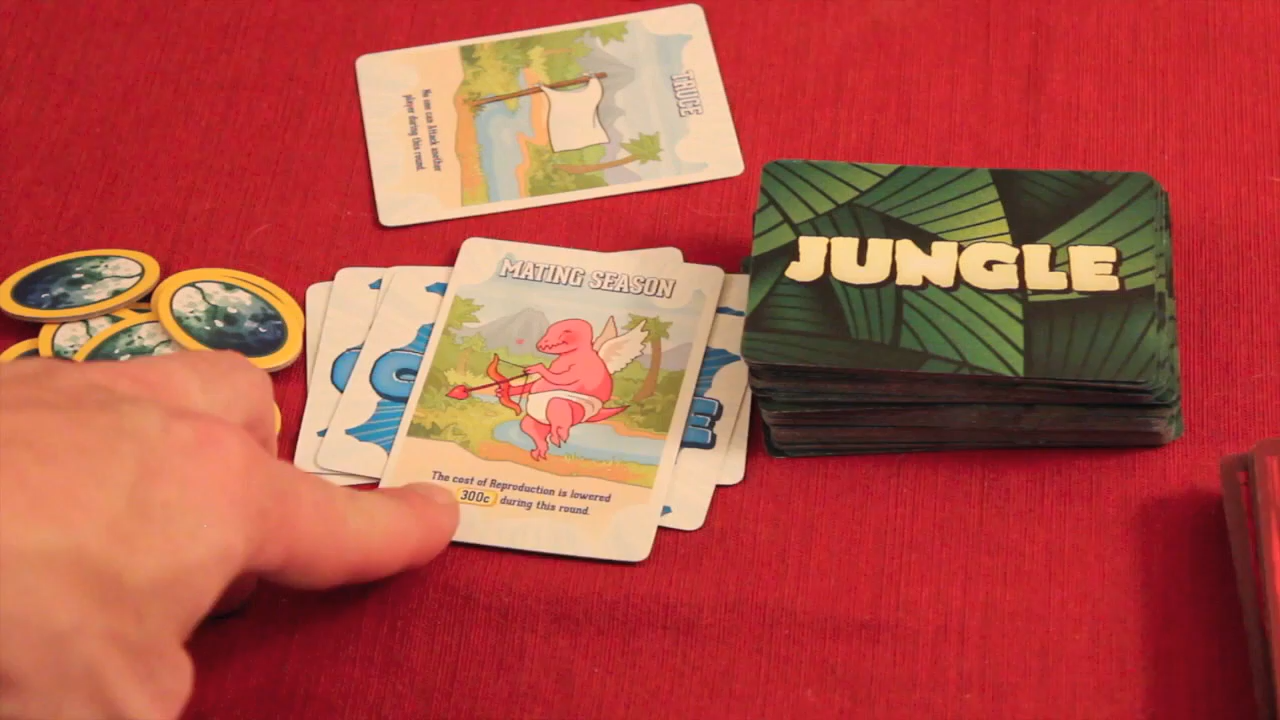 TRUCE
No one can Attack another
player during this round.
JUNGLE
MATING SEASON
The cost of Reproduction is lowered
300c during this round.